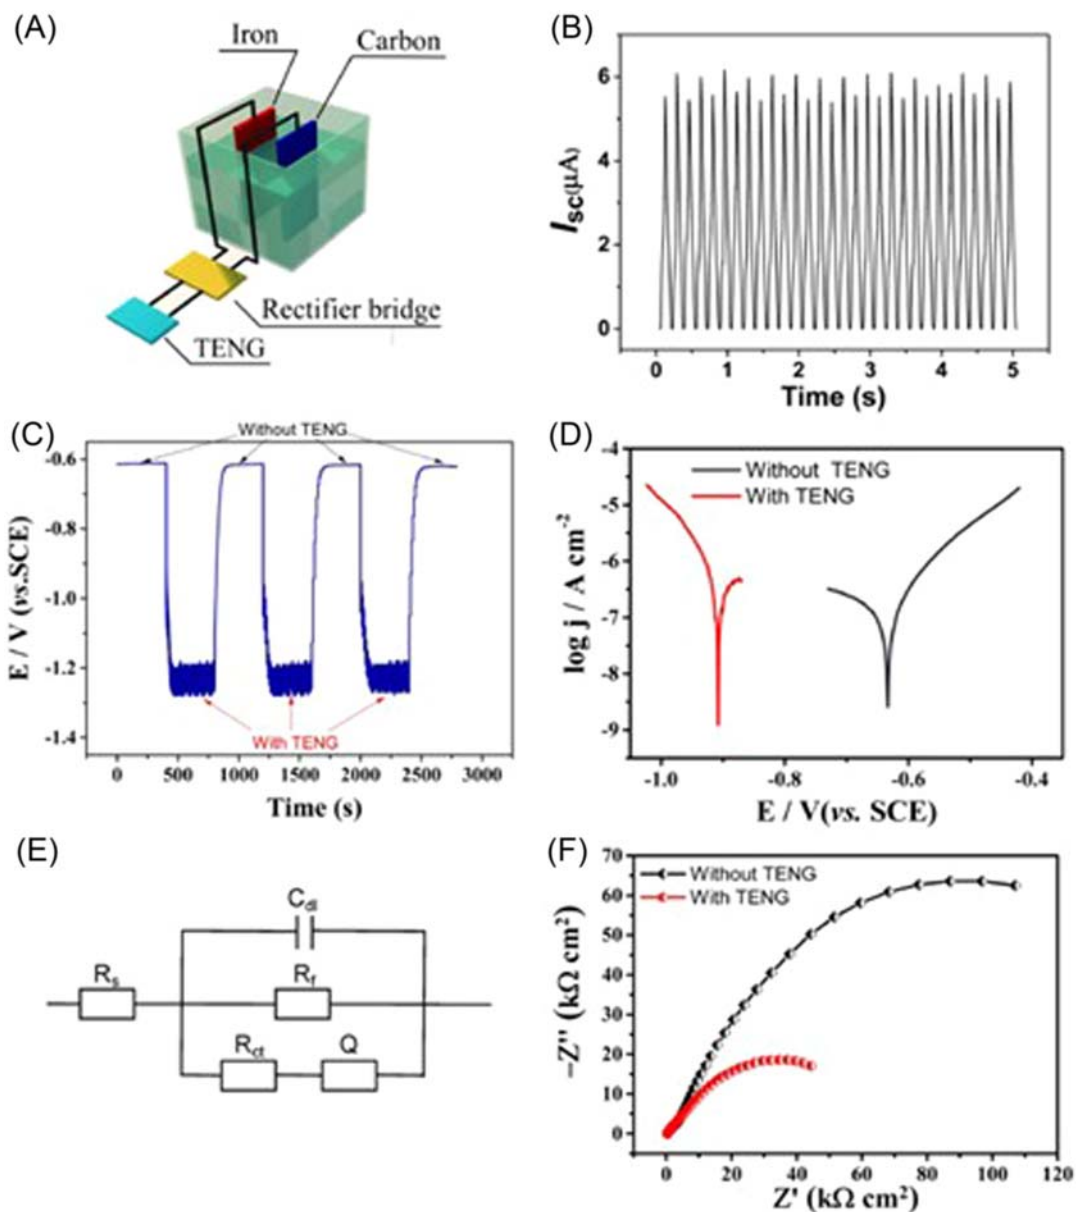 (A)
Iron
Carbon
Rectifier bridge
TENG
(B)
Isc(μA)
6
4
2
0
0 1 2 3 4 5
Time (s)
(C)
Without TENG
E / V (vs.SCE)
-0.6
-0.8
-1.0
-1.2
-1.4
With TENG
0 500 1000 1500 2000 2500 3000
Time (s)
(D)
Without TENG
With TENG
log j / A cm-2
-4
-5
-6
-7
-8
-9
-1.0 -0.8 -0.6 -0.4
E / V(vs. SCE)
(E)
Cdl
Rs
Rf
Rct Q
(F)
Without TENG
With TENG
−Z'' (kΩ cm2)
70
60
50
40
30
20
10
0
0 20 40 60 80 100 120
Z' (kΩ cm2)